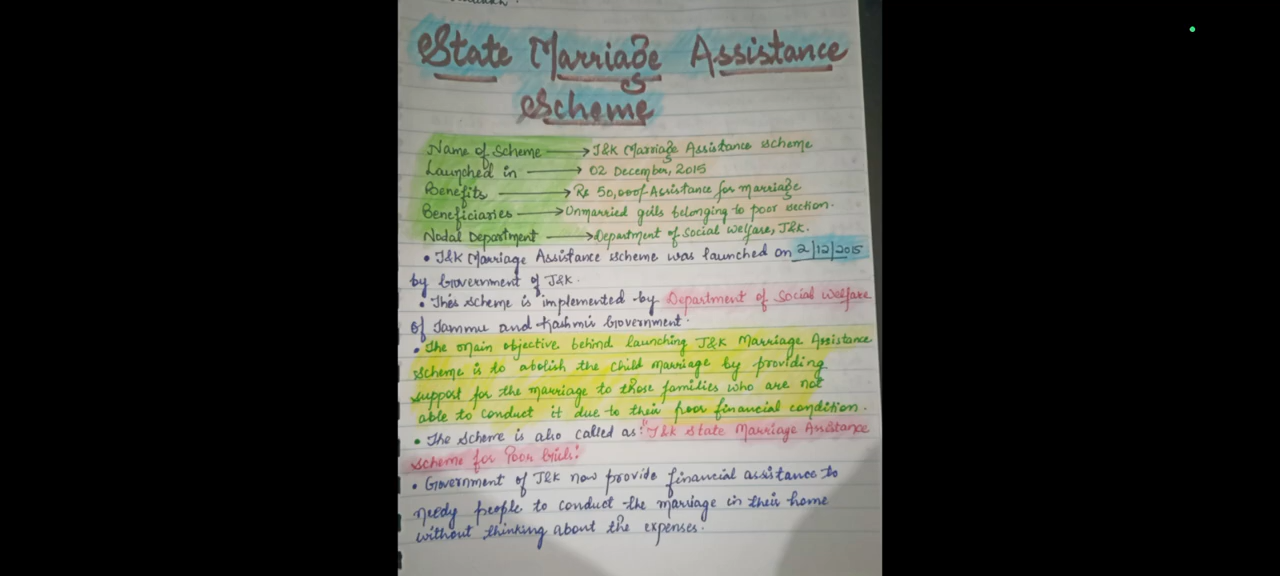 State Marriage Assistance
Scheme
Name of Scheme → J&K Marriage Assistance scheme
Launched in → 02 December, 2015
Benefits → Rs 50,000/- Assistance for marriage
Beneficiaries → Unmarried girls belonging to poor section.
Nodal Department → Department of Social Welfare, J&K.
• J&K Marriage Assistance scheme was launched on 2/12/2015
by Government of J&K.
• This scheme is implemented by Department of Social Welfare
of Jammu and Kashmir Government.
• The main objective behind launching J&K Marriage Assistance
scheme is to abolish the child marriage by providing
support for the marriage to those families who are not
able to conduct it due to their poor financial condition.
• The scheme is also called as: "J&K State Marriage Assistance
scheme for Poor Girls".
• Government of J&K now provide financial assistance to
needy people to conduct the marriage in their home
without thinking about the expenses.